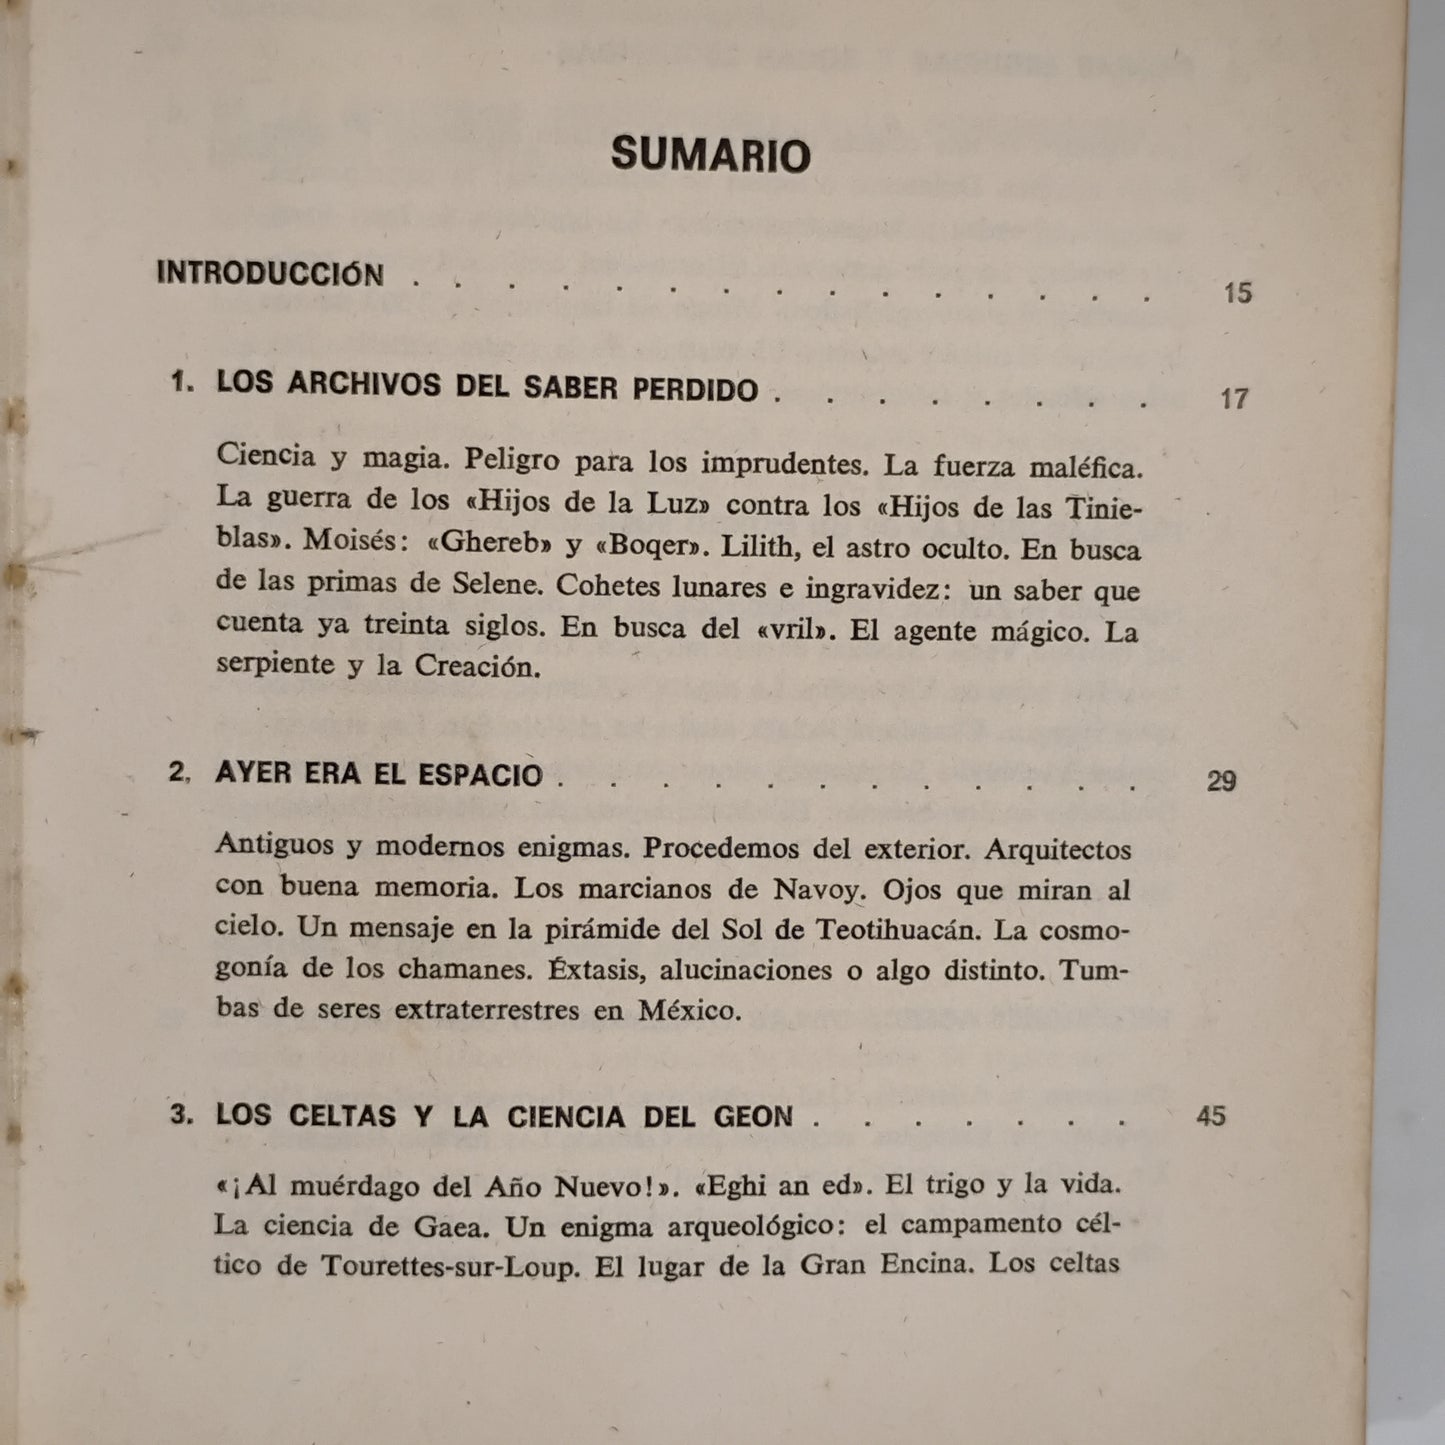 SUMARIO
INTRODUCCIÓN . . . . . . . . . . . . . . . 15
1. LOS ARCHIVOS DEL SABER PERDIDO . . . . . . . . 17
Ciencia y magia. Peligro para los imprudentes. La fuerza maléfica.
La guerra de los «Hijos de la Luz» contra los «Hijos de las Tinie-
blas». Moisés: «Ghereb» y «Boqer». Lilith, el astro oculto. En busca
de las primas de Selene. Cohetes lunares e ingravidez: un saber que
cuenta ya treinta siglos. En busca del «vril». El agente mágico. La
serpiente y la Creación.
2. AYER ERA EL ESPACIO . . . . . . . . . . . . 29
Antiguos y modernos enigmas. Procedemos del exterior. Arquitectos
con buena memoria. Los marcianos de Navoy. Ojos que miran al
cielo. Un mensaje en la pirámide del Sol de Teotihuacán. La cosmo-
gonía de los chamanes. Éxtasis, alucinaciones o algo distinto. Tum-
bas de seres extraterrestres en México.
3. LOS CELTAS Y LA CIENCIA DEL GEON . . . . . . . 45
«¡Al muérdago del Año Nuevo!». «Eghi an ed». El trigo y la vida.
La ciencia de Gaea. Un enigma arqueológico: el campamento cél-
tico de Tourettes-sur-Loup. El lugar de la Gran Encina. Los celtas